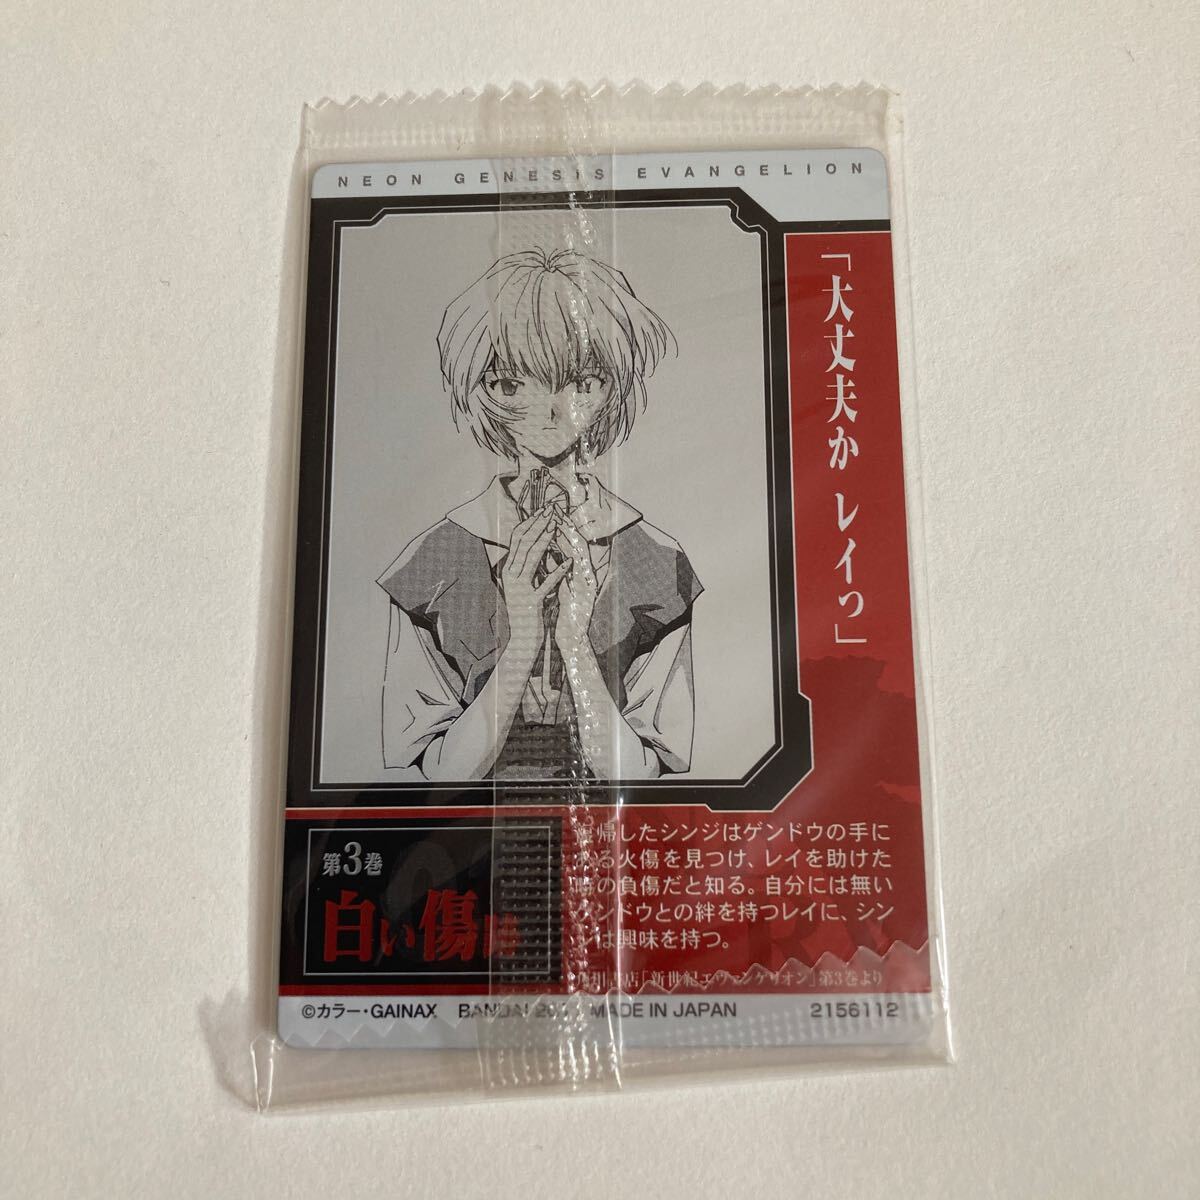 NEON GENESIS EVANGELION
「大丈夫か レイっ」
第3巻
白い傷
帰したシンジはゲンドウの手に
る火傷を見つけ、レイを助けた
の負傷だと知る。自分には無い
ンドウとの絆を持つレイに、シン
は興味を持つ。
書店「新世紀エヴァンゲリオン」第3巻より
©カラー・GAINAX BANDAI MADE IN JAPAN 2156112